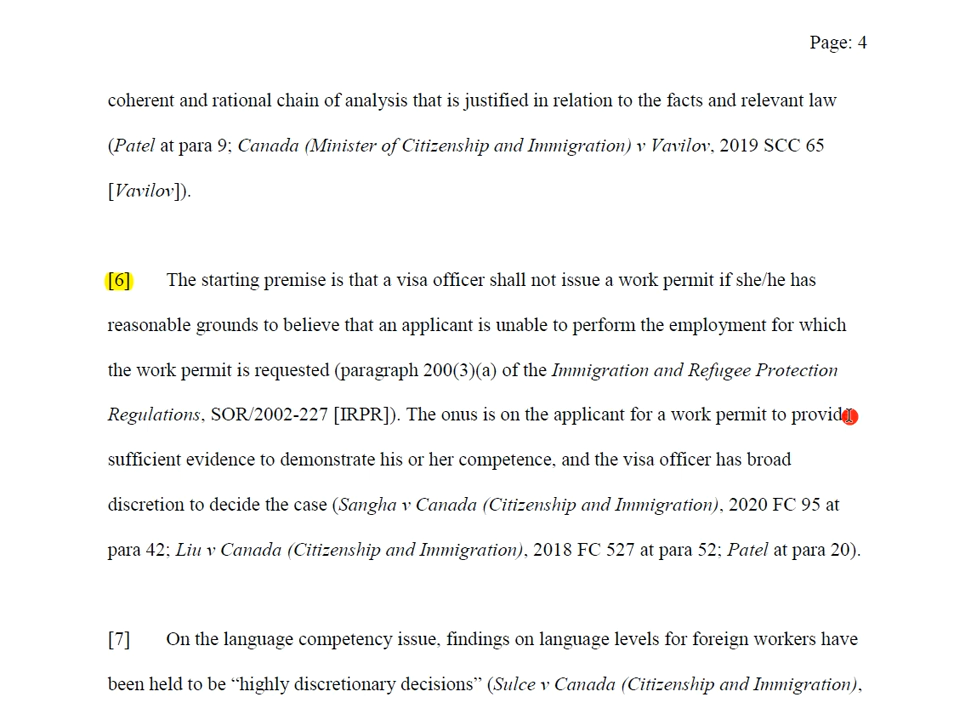 Page: 4
coherent and rational chain of analysis that is justified in relation to the facts and relevant law
(Patel at para 9; Canada (Minister of Citizenship and Immigration) v Vavilov, 2019 SCC 65
[Vavilov]).
[6] The starting premise is that a visa officer shall not issue a work permit if she/he has
reasonable grounds to believe that an applicant is unable to perform the employment for which
the work permit is requested (paragraph 200(3)(a) of the Immigration and Refugee Protection
Regulations, SOR/2002-227 [IRPR]). The onus is on the applicant for a work permit to provide
sufficient evidence to demonstrate his or her competence, and the visa officer has broad
discretion to decide the case (Sangha v Canada (Citizenship and Immigration), 2020 FC 95 at
para 42; Liu v Canada (Citizenship and Immigration), 2018 FC 527 at para 52; Patel at para 20).
[7] On the language competency issue, findings on language levels for foreign workers have
been held to be “highly discretionary decisions” (Sulce v Canada (Citizenship and Immigration),